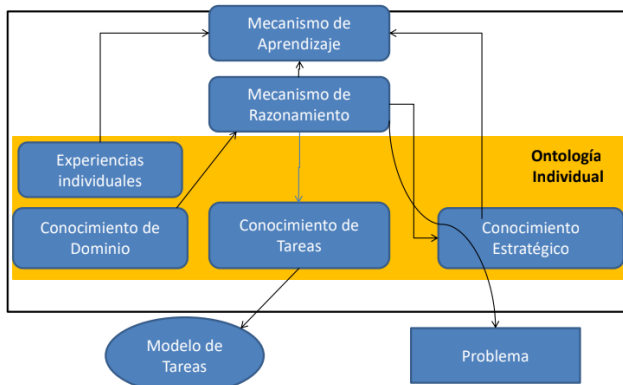 Mecanismo de
Aprendizaje
Mecanismo de
Razonamiento
Experiencias
individuales
Ontología
Individual
Conocimiento de
Dominio
Conocimiento de
Tareas
Conocimiento
Estratégico
Modelo de
Tareas
Problema